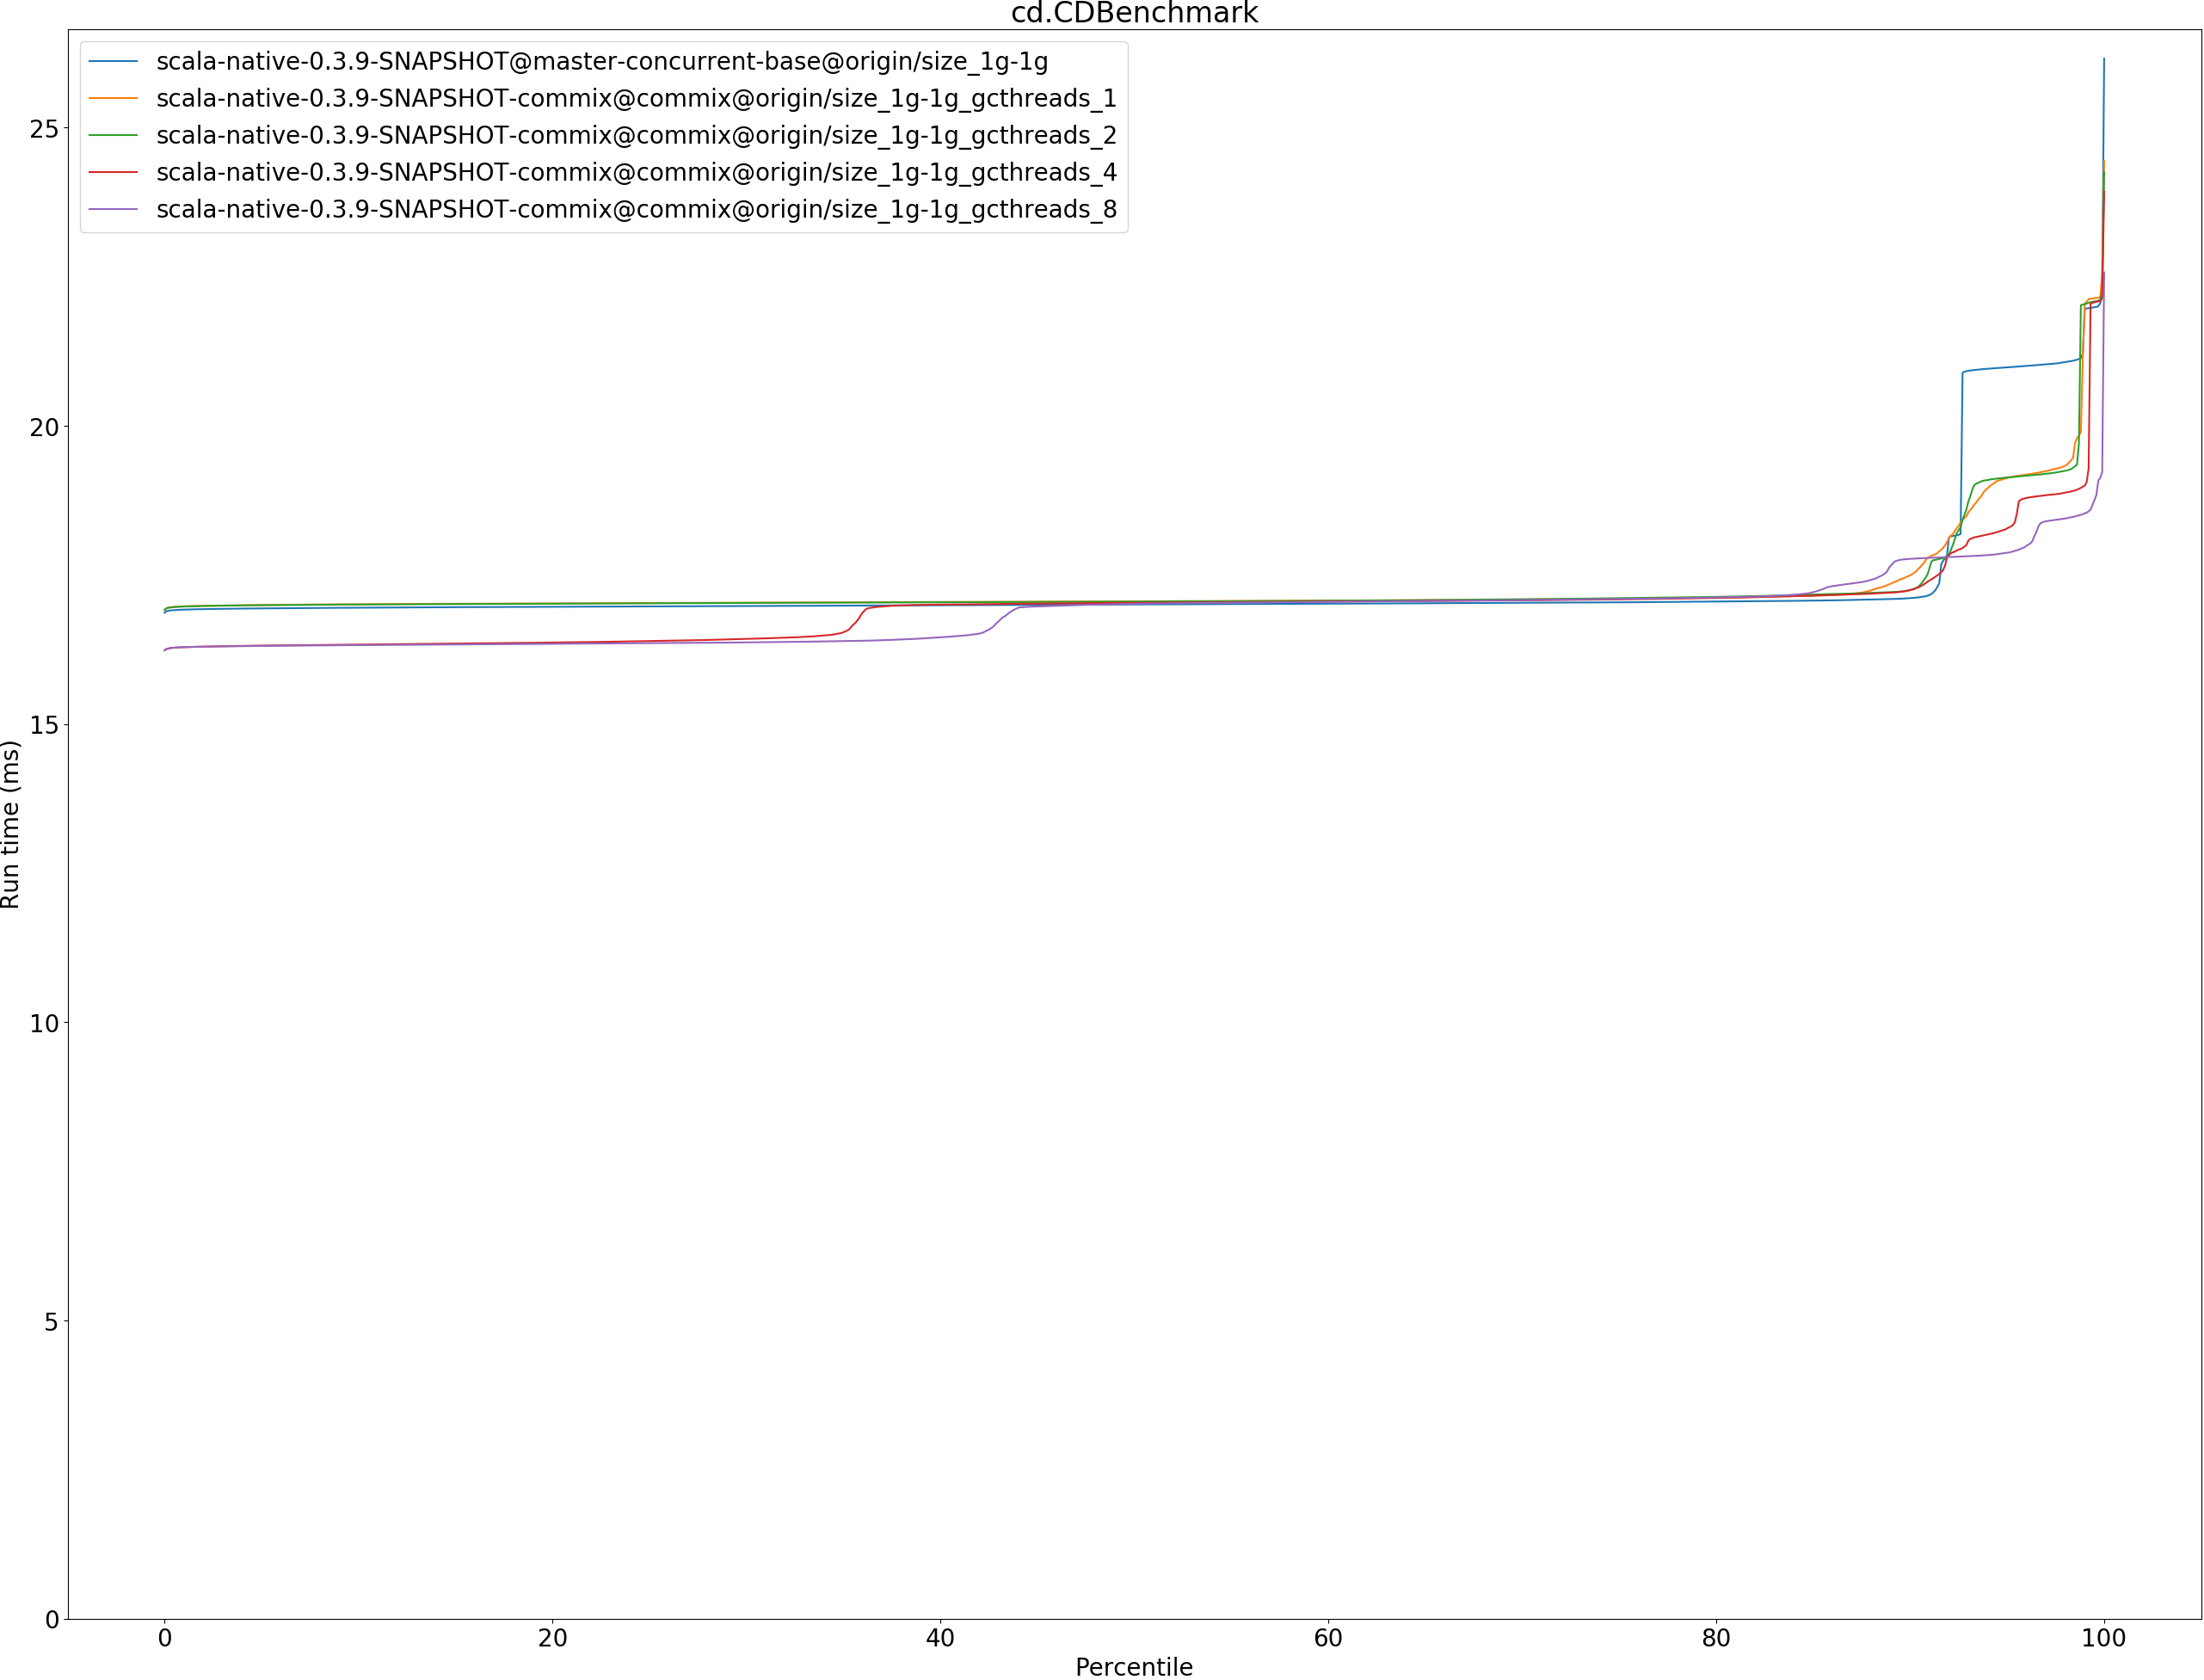 cd.CDBenchmark
scala-native-0.3.9-SNAPSHOT@master-concurrent-base@origin/size_1g-1g
scala-native-0.3.9-SNAPSHOT-commix@commix@origin/size_1g-1g_gcthreads_1
scala-native-0.3.9-SNAPSHOT-commix@commix@origin/size_1g-1g_gcthreads_2
scala-native-0.3.9-SNAPSHOT-commix@commix@origin/size_1g-1g_gcthreads_4
scala-native-0.3.9-SNAPSHOT-commix@commix@origin/size_1g-1g_gcthreads_8
25
20
15
10
5
0
Run time (ms)
0 20 40 60 80 100
Percentile